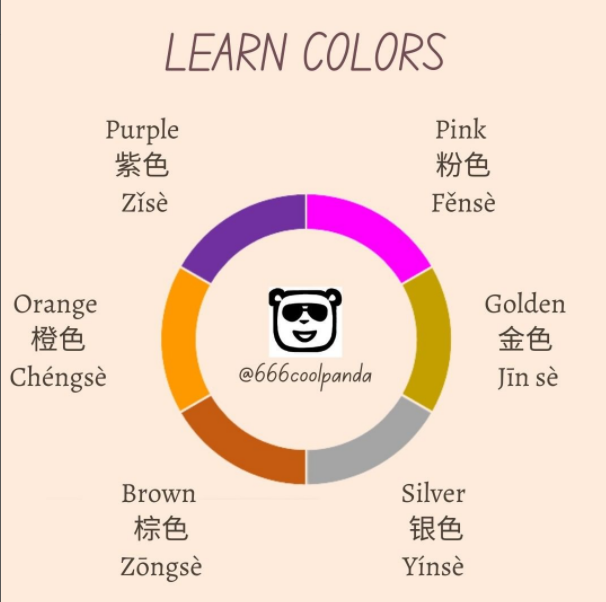 LEARN COLORS
Purple
紫色
Zǐsè
Pink
粉色
Fěnsè
Orange
橙色
Chéngsè
@666coolpanda
Golden
金色
Jīn sè
Brown
棕色
Zōngsè
Silver
银色
Yínsè